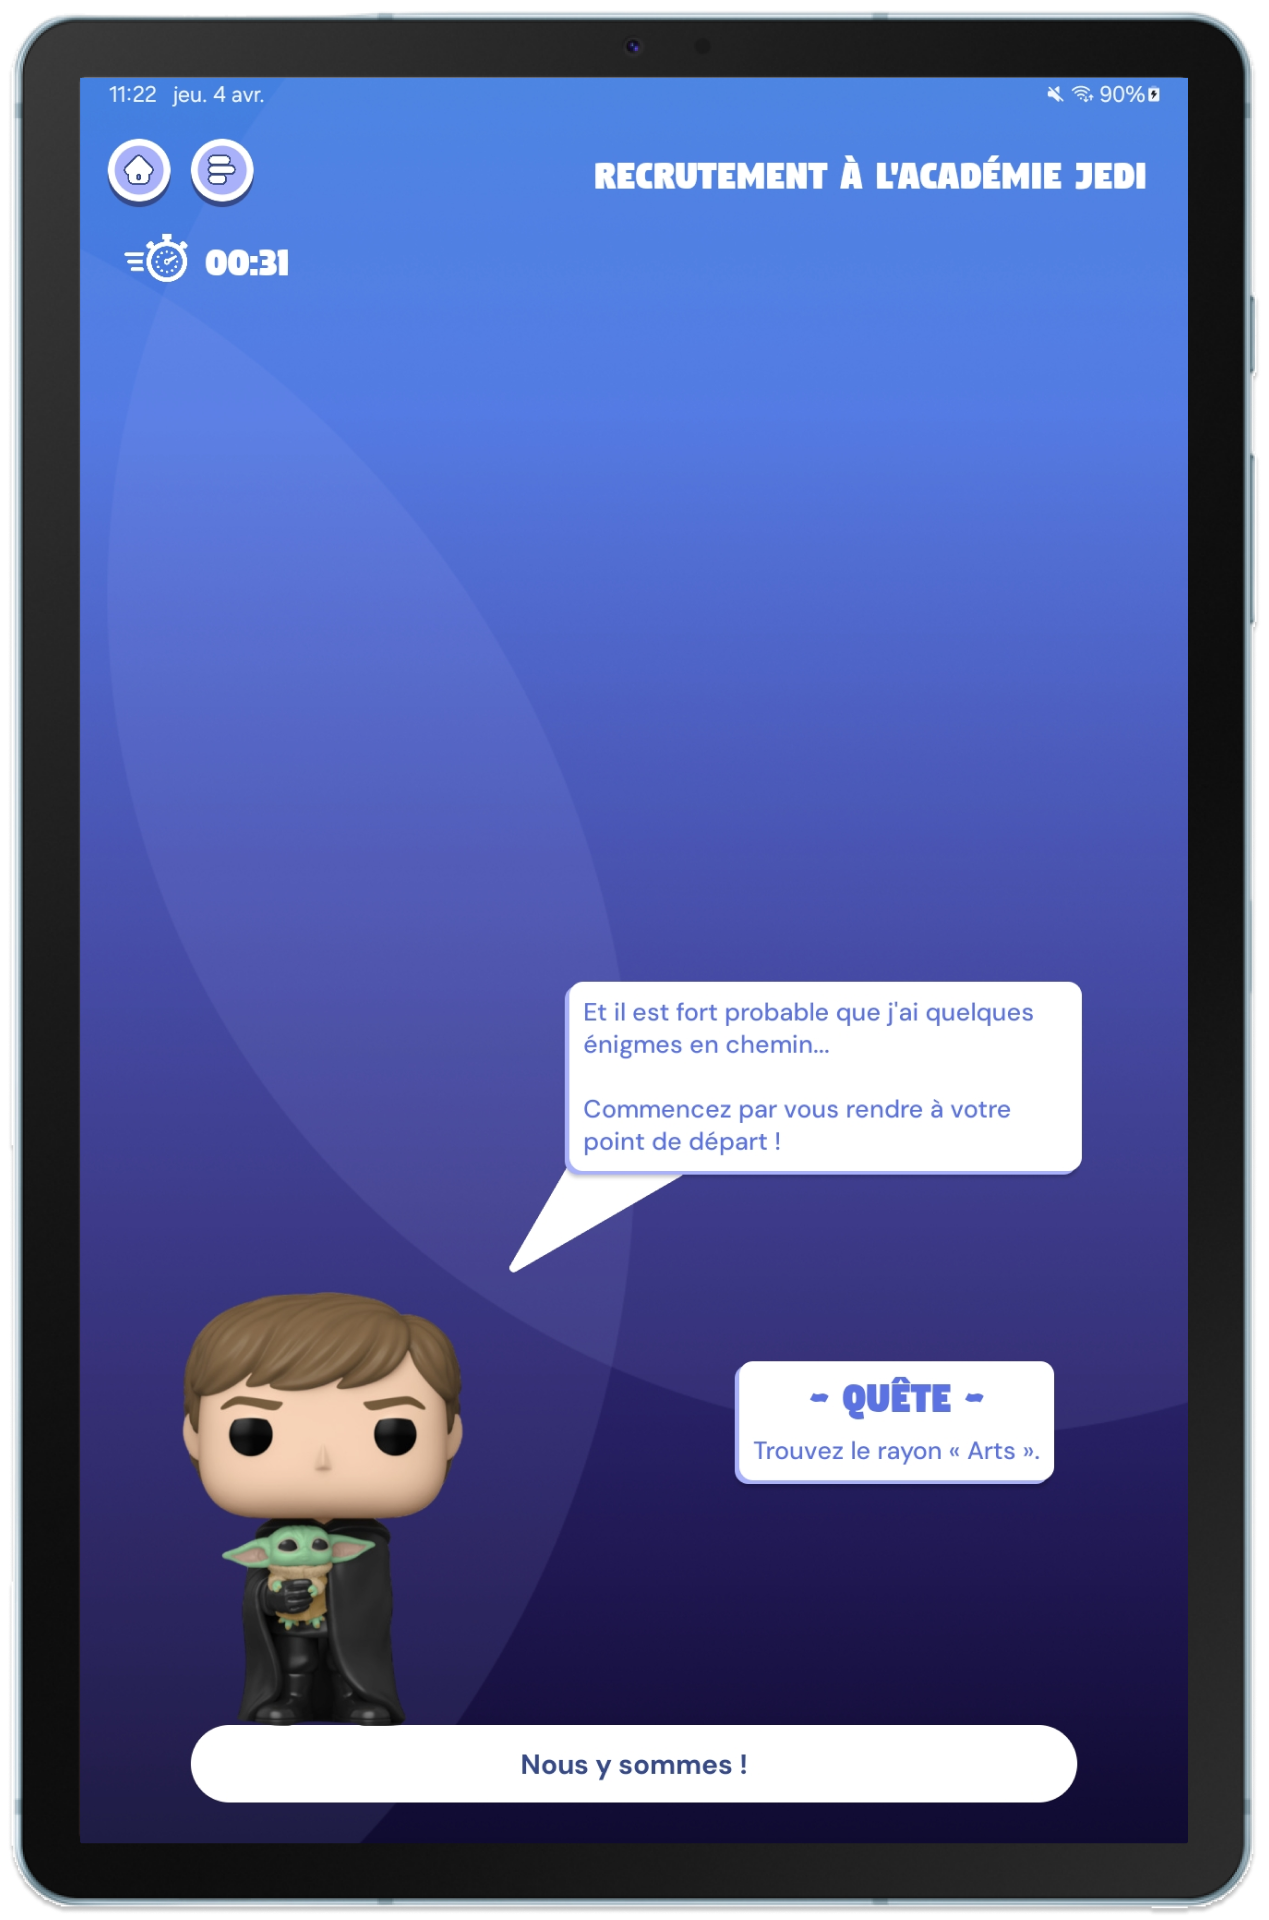 11:22 jeu. 4 avr.
90%
RECRUTEMENT À L'ACADÉMIE JEDI
00:31
Et il est fort probable que j'ai quelques
énigmes en chemin...
Commencez par vous rendre à votre
point de départ !
~ QUÊTE ~
Trouvez le rayon « Arts ».
Nous y sommes !